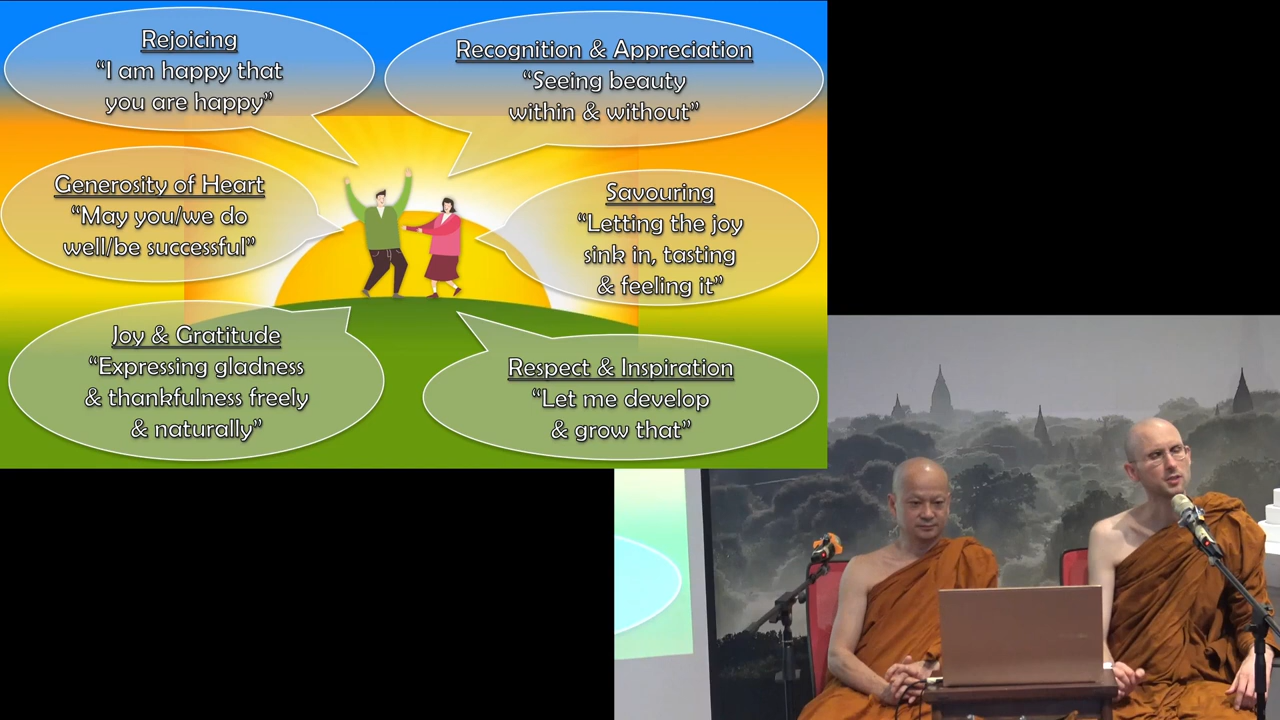 Rejoicing
“I am happy that
you are happy”
Recognition & Appreciation
“Seeing beauty
within & without”
Generosity of Heart
“May you/we do
well/be successful”
Savouring
“Letting the joy
sink in, tasting
& feeling it”
Joy & Gratitude
“Expressing gladness
& thankfulness freely
& naturally”
Respect & Inspiration
“Let me develop
& grow that”